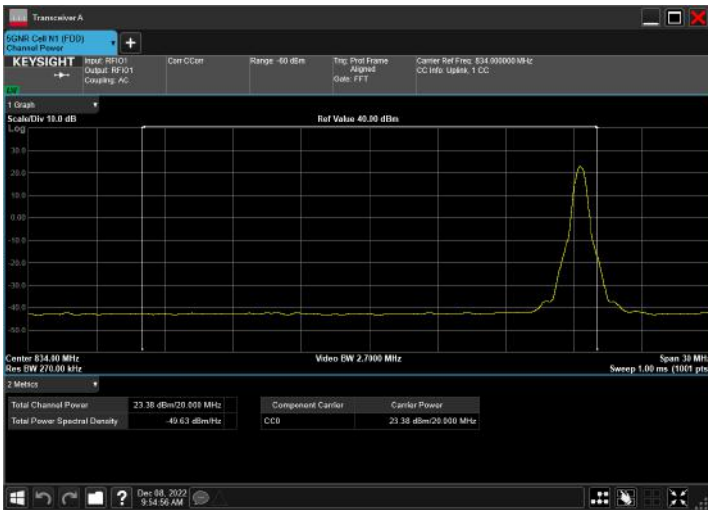 Transceiver A
5GNR Cell N1 (FDD)
Channel Power
KEYSIGHT
Input: RFIO1
Output: RFIO1
Coupling: AC
Corr CCorr
Range -60 dBm
Trig: Prot Frame
Aligned
Gate: FFT
Carrier Ref Freq: 834.000000 MHz
CC Info: Uplink, 1 CC
1 Graph
Scale/Div 10.0 dB
Ref Value 40.00 dBm
Log
30.0
20.0
10.0
0.00
-10.0
-20.0
-30.0
-40.0
-50.0
Center 834.00 MHz
Video BW 2.7000 MHz
Span 30 MHz
Res BW 270.00 kHz
Sweep 1.00 ms (1001 pts
2 Metrics
Total Channel Power 23.38 dBm/20.000 MHz
Total Power Spectral Density -49.63 dBm/Hz
Component Carrier Carrier Power
CC0 23.38 dBm/20.000 MHz
Dec 08, 2022
9:54:56 AM